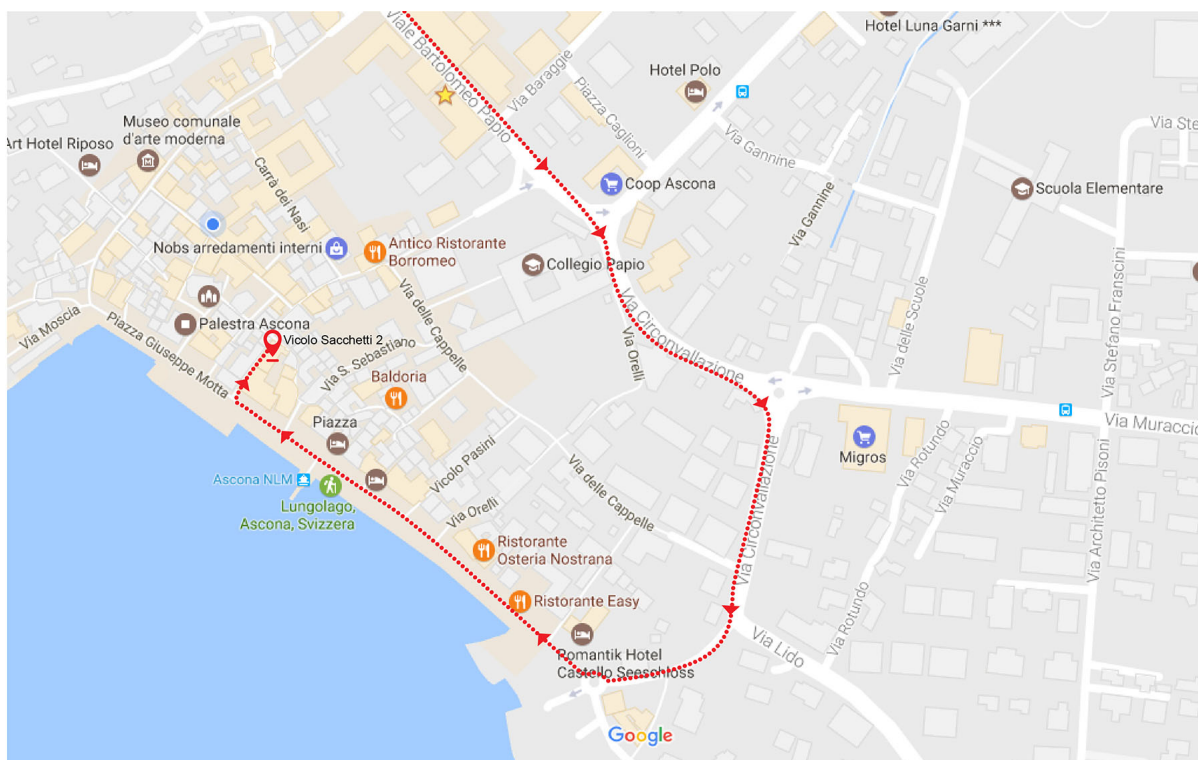 Hotel Luna Garni ***
Viale Bartolomeo Papio
Via Baraggie
Hotel Polo
Piazza Caglioni
Museo comunale
d'arte moderna
Art Hotel Riposo
Via Gannine
Via Ste
Carrà dei Nasi
Coop Ascona
Scuola Elementare
Via Gannine
Nobs arredamenti interni
Antico Ristorante
Borromeo
Collegio Papio
Via Moscia
Piazza Giuseppe Motta
Palestra Ascona
Vicolo Sacchetti 2
Via S. Sebastiano
Via delle Cappelle
Via Circonvallazione
Via Orelli
Via delle Scuole
Via Stefano Franscini
Baldoria
Piazza
Via Muraccio
Migros
Via Rotundo
Via Muraccio
Vicolo Pasini
Ascona NLM
Lungolago,
Ascona, Svizzera
Via delle Cappelle
Via Circonvallazione
Via Architetto Pisoni
Via Orelli
Ristorante
Osteria Nostrana
Ristorante Easy
Via Rotundo
Via Lido
Romantik Hotel
Castello Seeschloss
Google